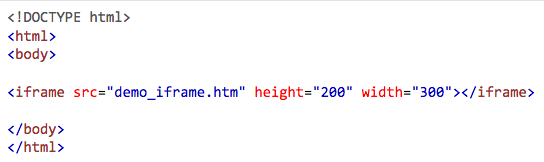 <!DOCTYPE html>
<html>
<body>
<iframe src="demo_iframe.htm" height="200" width="300"></iframe>
</body>
</html>